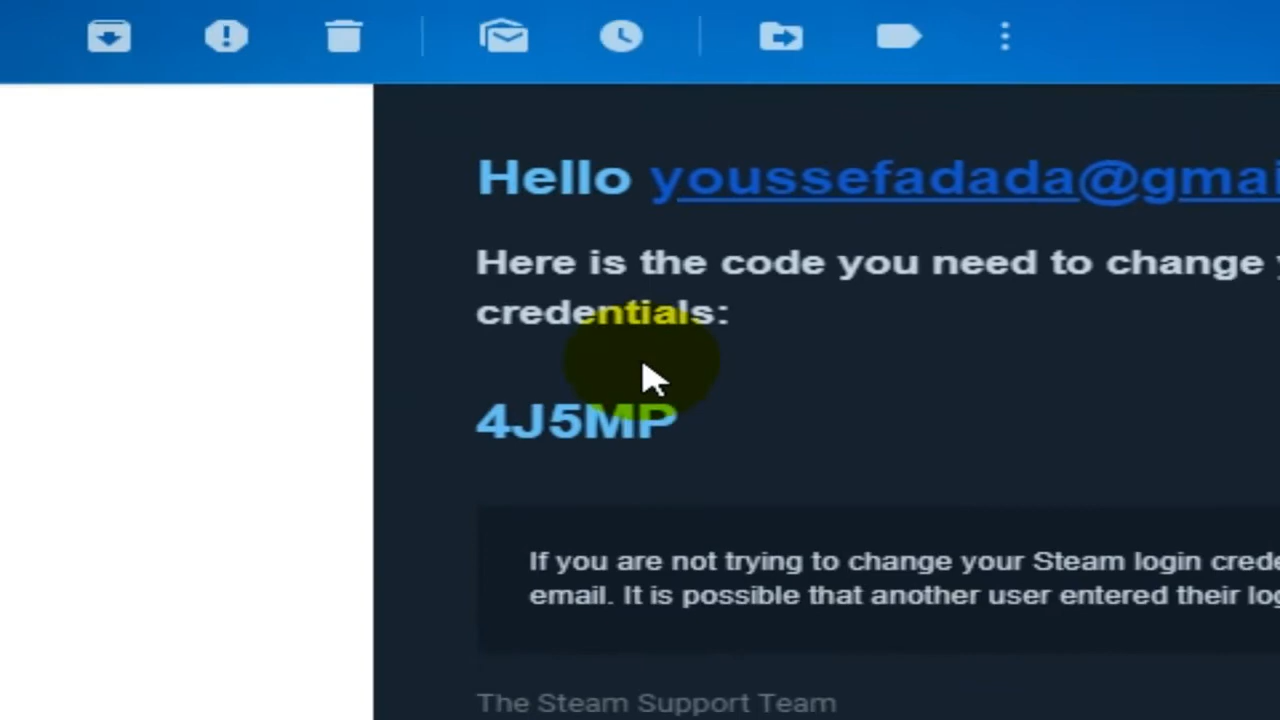 Hello youssefadada@gmai
Here is the code you need to change
credentials:
4J5MP
If you are not trying to change your Steam login crede
email. It is possible that another user entered their log
The Steam Support Team